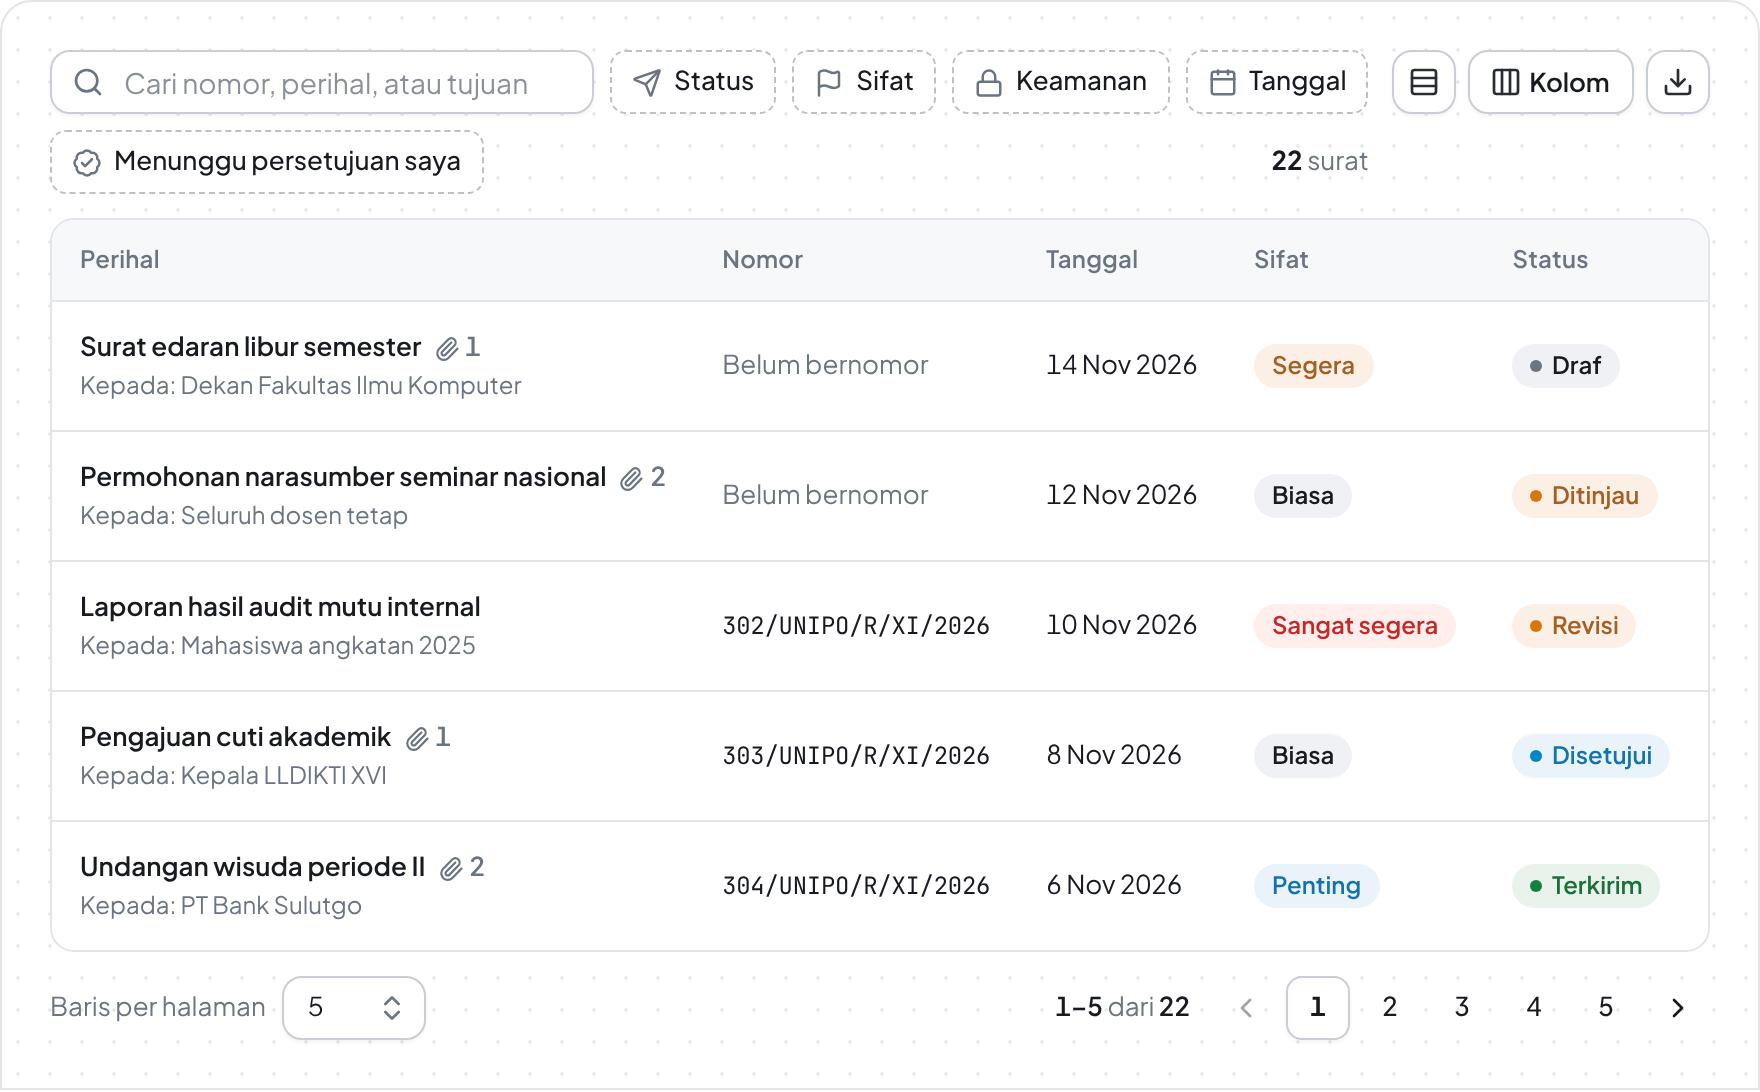 Cari nomor, perihal, atau tujuan
Status
Sifat
Keamanan
Tanggal
Kolom
Menunggu persetujuan saya
22 surat
Perihal Nomor Tanggal Sifat Status
Surat edaran libur semester 1
Kepada: Dekan Fakultas Ilmu Komputer
Belum bernomor
14 Nov 2026
Segera
Draf
Permohonan narasumber seminar nasional 2
Kepada: Seluruh dosen tetap
Belum bernomor
12 Nov 2026
Biasa
Ditinjau
Laporan hasil audit mutu internal
Kepada: Mahasiswa angkatan 2025
302/UNIPO/R/XI/2026
10 Nov 2026
Sangat segera
Revisi
Pengajuan cuti akademik 1
Kepada: Kepala LLDIKTI XVI
303/UNIPO/R/XI/2026
8 Nov 2026
Biasa
Disetujui
Undangan wisuda periode II 2
Kepada: PT Bank Sulutgo
304/UNIPO/R/XI/2026
6 Nov 2026
Penting
Terkirim
Baris per halaman 5
1–5 dari 22
1 2 3 4 5